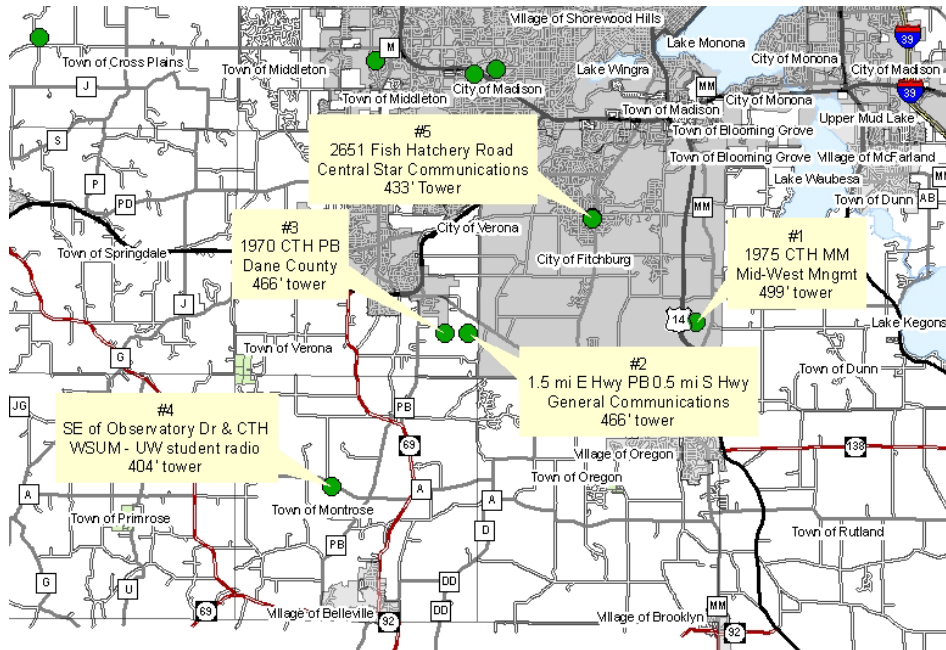 Village of Shorewood Hills
Lake Monona
39
M
Town of Cross Plains
Town of Middleton
City of Monona
Lake Wingra
City of Madison
J
City of Madison
MM
39
Town of Middleton
City of Monona
Town of Madison
Upper Mud Lake
#5
2651 Fish Hatchery Road
Central Star Communications
433' Tower
Town of Blooming Grove
S
Town of Blooming Grove
Village of McFarland
Lake Waubesa
P
PD
MM
Town of Dunn
AB
#3
1970 CTH PB
Dane County
466' tower
City of Verona
#1
1975 CTH MM
Mid-West Mngmt
499' tower
Town of Springdale
City of Fitchburg
J
14
Lake Kegons
G
Town of Verona
#2
1.5 mi E Hwy PB 0.5 mi S Hwy
General Communications
466' tower
Town of Dunn
#4
SE of Observatory Dr & CTH
WSUM - UW student radio
404' tower
JG
PB
69
138
Village of Oregon
Town of Oregon
A
A
A
Town of Montrose
Town of Primrose
D
Town of Rutland
PB
G
U
DD
69
Village of Belleville
92
DD
Village of Brooklyn
MM
92